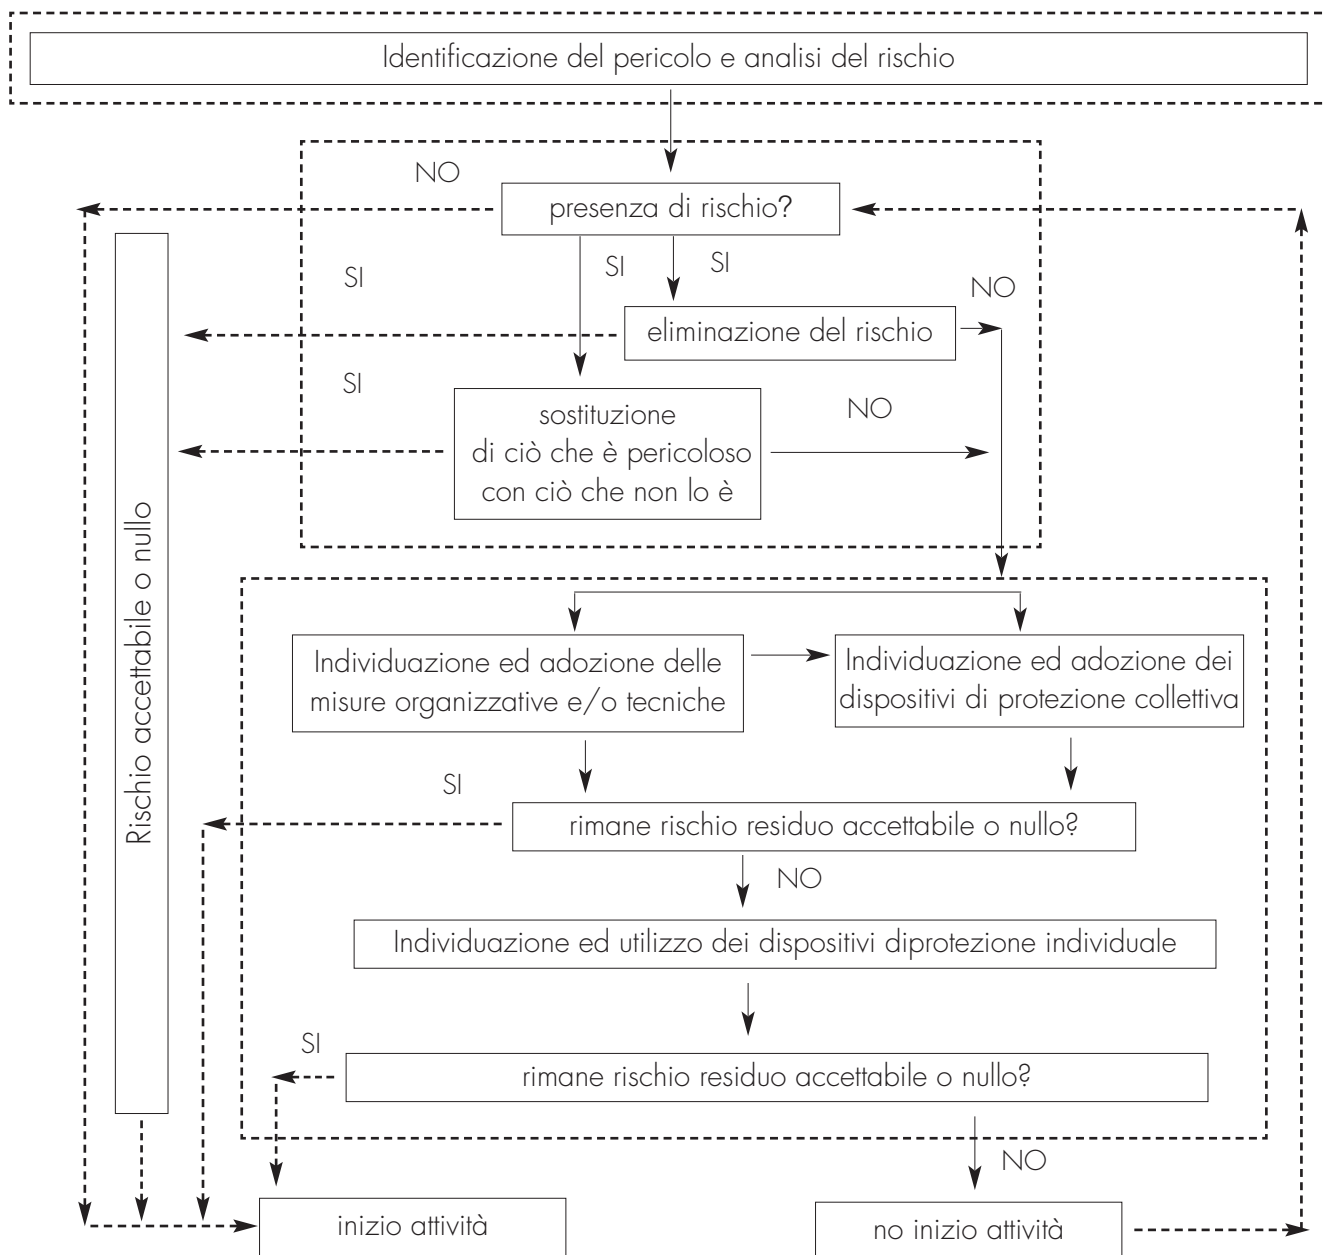 Identificazione del pericolo e analisi del rischio
NO
presenza di rischio?
SI
SI
SI
NO
eliminazione del rischio
SI
NO
sostituzione
di ciò che è pericoloso
con ciò che non lo è
Rischio accettabile o nullo
Individuazione ed adozione delle
misure organizzative e/o tecniche
Individuazione ed adozione dei
dispositivi di protezione collettiva
SI
rimane rischio residuo accettabile o nullo?
NO
Individuazione ed utilizzo dei dispositivi diprotezione individuale
SI
rimane rischio residuo accettabile o nullo?
NO
inizio attività
no inizio attività